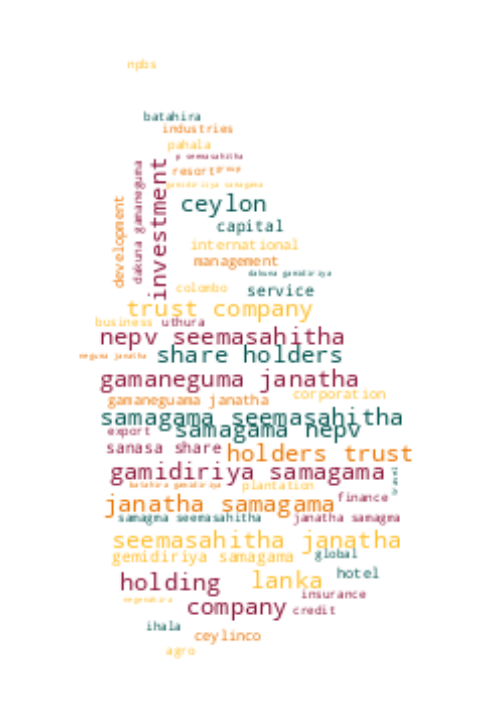 npbs
batahira
industries
pahala
p seemasahitha
resort
group
gamidiriya samagama
investment
dakuna gamaneguma
development
ceylon
capital
international
management
dakuna gamidiriya
colombo
service
trust company
business
uthura
nepv seemasahitha
share holders
neguma janatha
gamaneguma janatha
corporation
gamaneguama janatha
samagama seemasahitha
samagama nepv
export
sanasa share
holders trust
gamidiriya samagama
travel
batahira gamidiriya
plantation
finance
janatha samagama
samagma seemasahitha
janatha samagma
seemasahitha janatha
gemidiriya samagama
global
hotel
holding
lanka
insurance
company
credit
ihala
ceylinco
agro